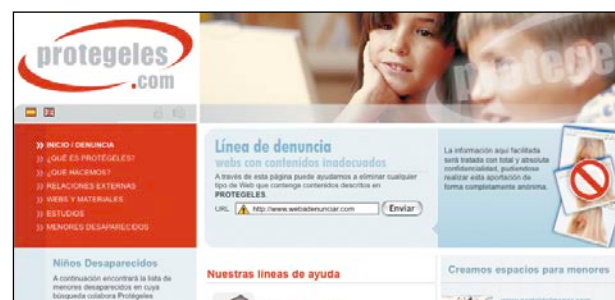 protegeles
.com
protege
INICIO / DENUNCIA
¿QUÉ ES PROTÉGELES?
¿QUÉ HACEMOS?
RELACIONES EXTERNAS
WEBS Y MATERIALES
ESTUDIOS
MENORES DESAPARECIDOS
Línea de denuncia
webs con contenidos inadecuados
A través de esta página puede ayudarnos a eliminar cualquier
tipo de Web que contenga contenidos descritos en
PROTEGELES.
URL http://www.webadenunciar.com Enviar
La información aquí facilitada
será tratada con total y absoluta
confidencialidad, pudiéndose
realizar esta aportación de
forma completamente anónima.
Niños Desaparecidos
A continuación encontrará la lista de
menores desaparecidos en cuya
búsqueda colabora Protégeles
Nuestras líneas de ayuda
Creamos espacios para menores